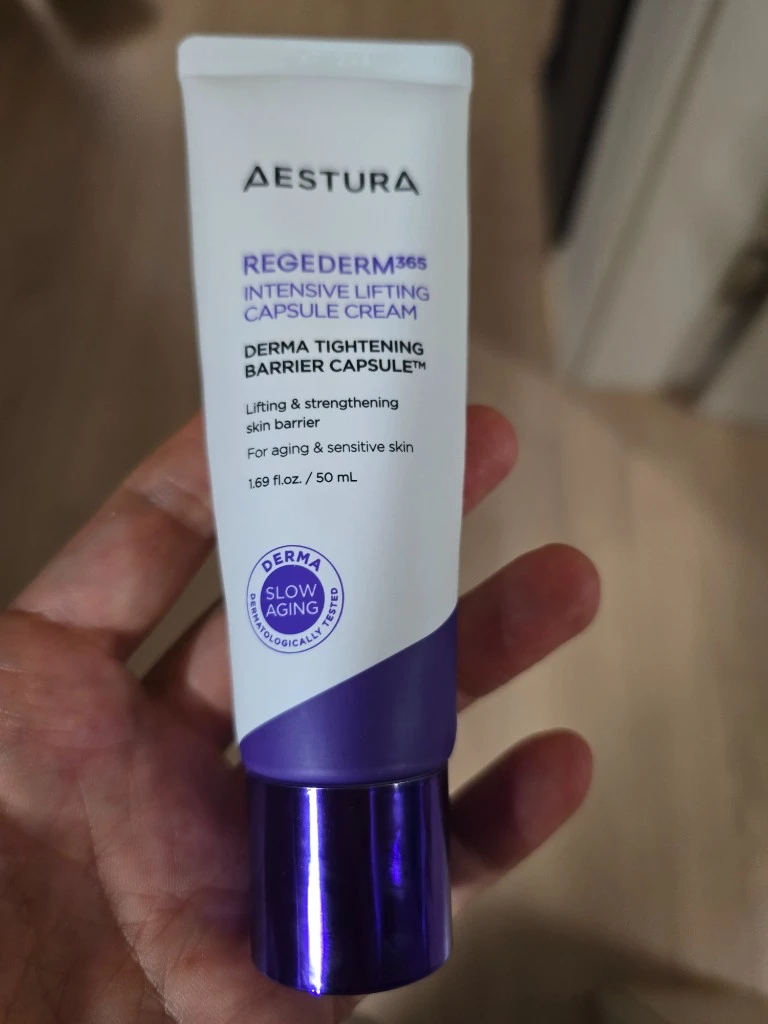 AESTURA
REGEDERM³⁶⁵
INTENSIVE LIFTING
CAPSULE CREAM
DERMA TIGHTENING
BARRIER CAPSULE™
Lifting & strengthening
skin barrier
For aging & sensitive skin
1.69 fl.oz. / 50 mL
DERMA
SLOW
AGING
DERMATOLOGICALLY TESTED